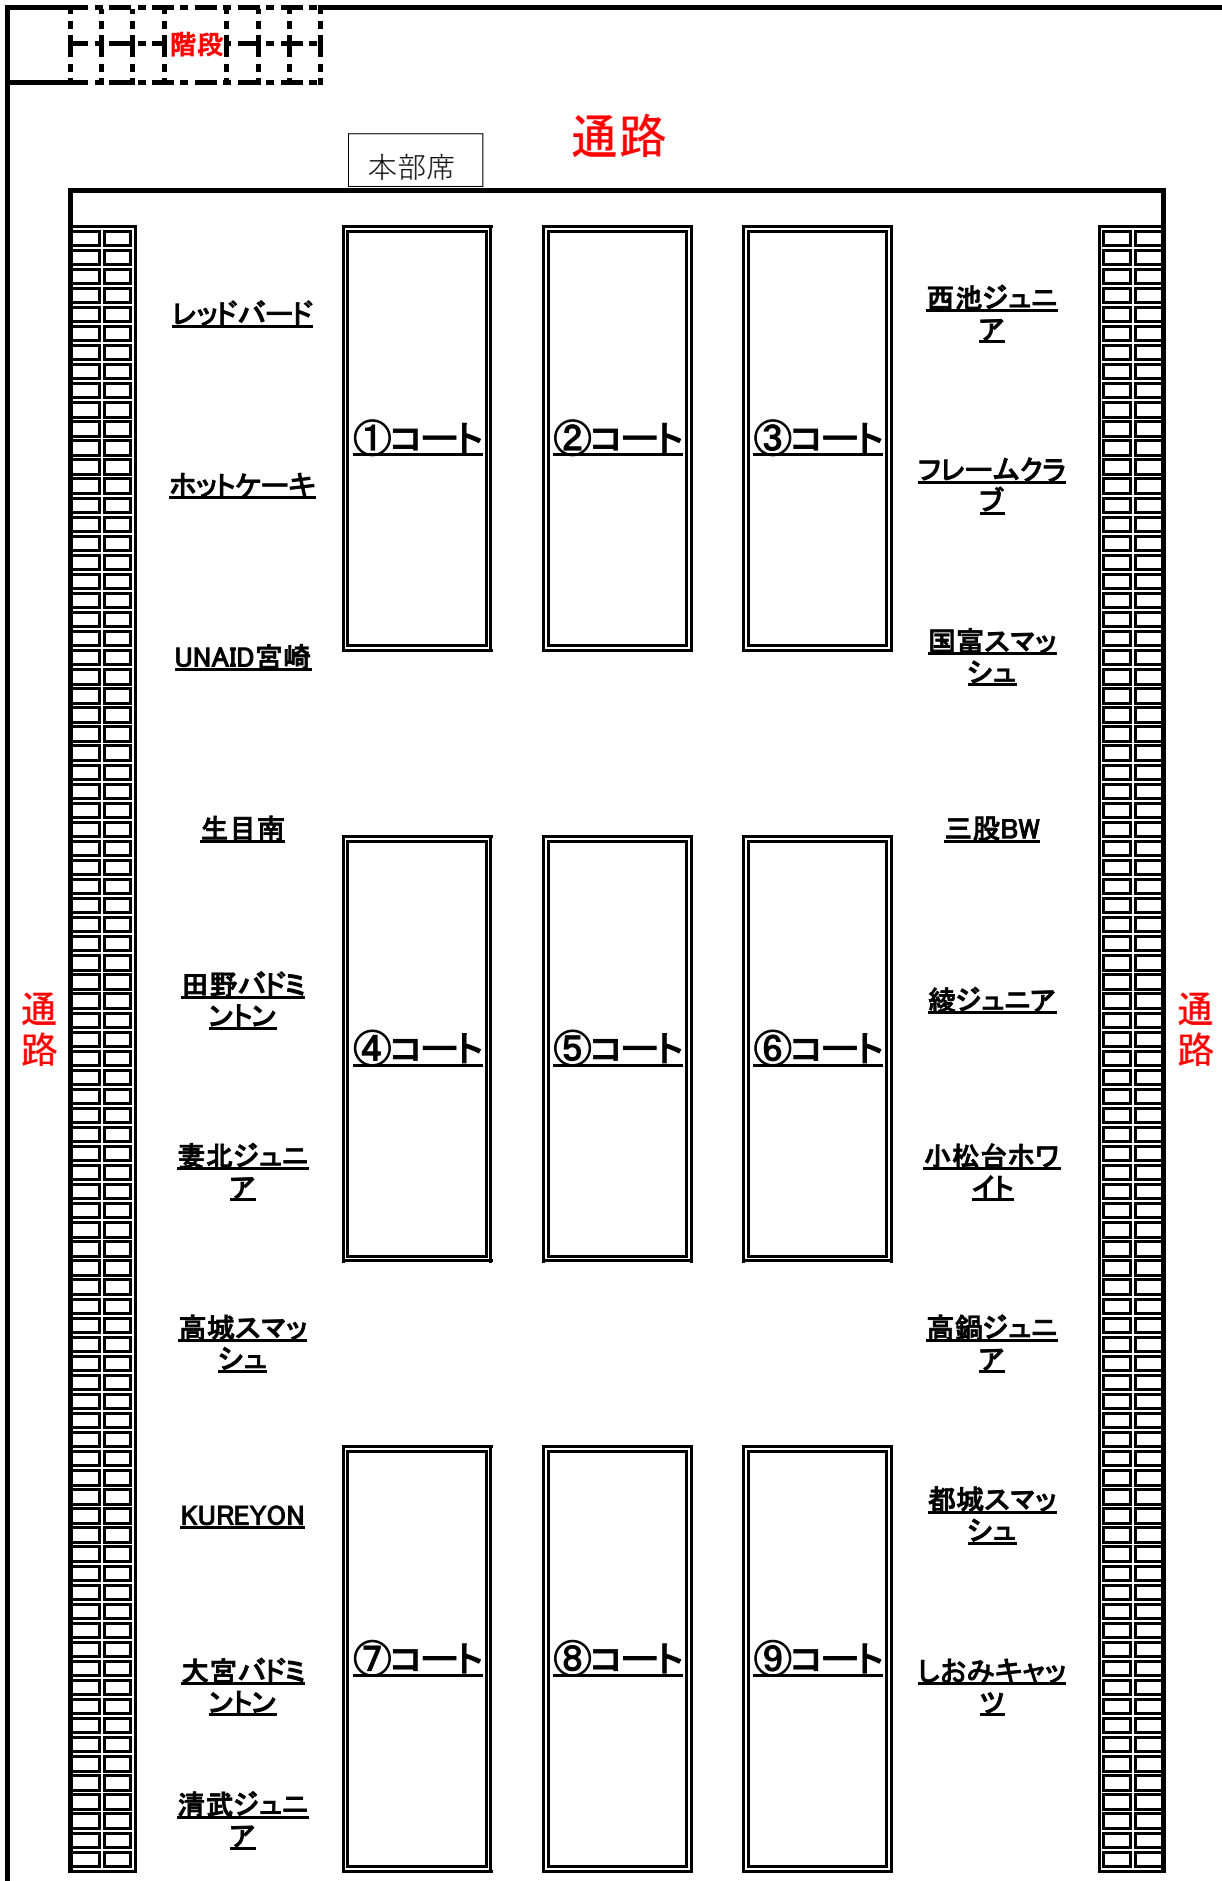 階段
通路
本部席
レッドバード
西池ジュニ
ア
①コート
②コート
③コート
ホットケーキ
フレームクラ
ブ
UNAID宮崎
国富スマッ
シュ
生目南
三股BW
田野バドミ
ントン
綾ジュニア
通
路
通
路
④コート
⑤コート
⑥コート
妻北ジュニ
ア
小松台ホワ
イト
高城スマッ
シュ
高鍋ジュニ
ア
KUREYON
都城スマッ
シュ
⑦コート
⑧コート
⑨コート
大宮バドミ
ントン
しおみキャッ
ツ
清武ジュニ
ア